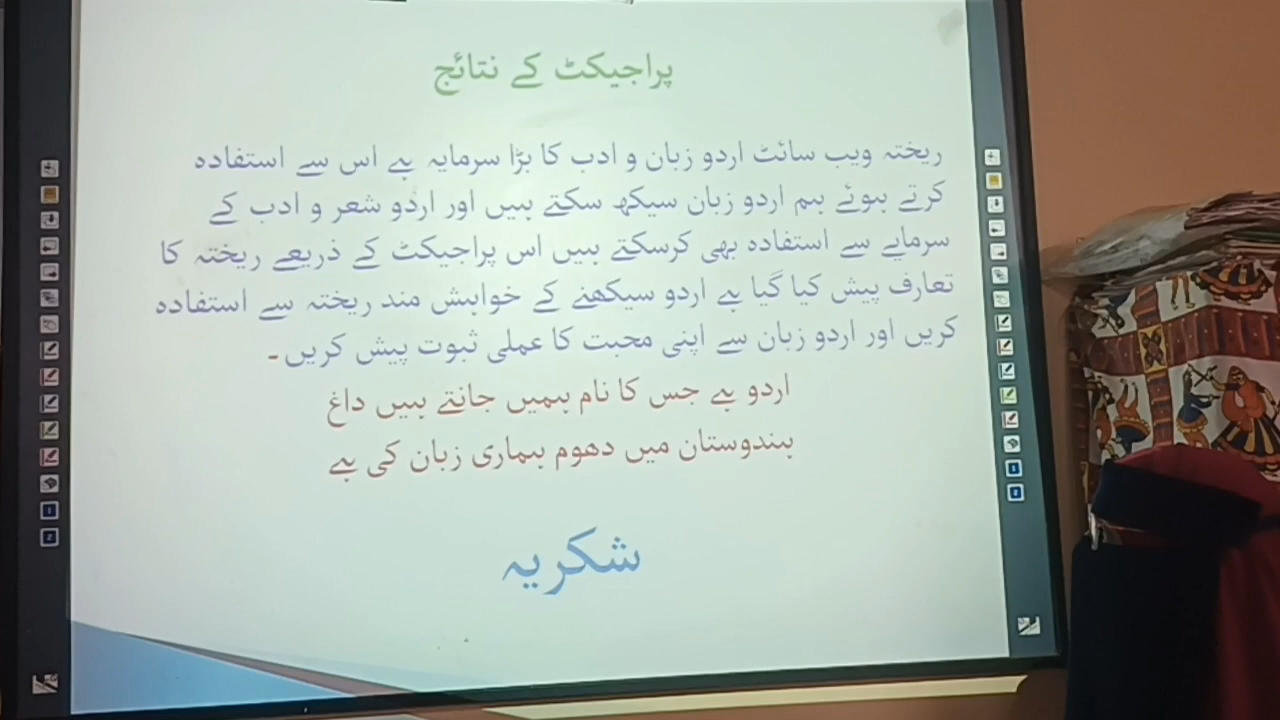 پراجیکٹ کے نتائج
ریختہ ویب سائٹ اردو زبان و ادب کا بڑا سرمایہ ہے اس سے استفادہ
کرتے ہوئے ہم اردو زبان سیکھ سکتے ہیں اور اردو شعر و ادب کے
سرمایے سے استفادہ بھی کرسکتے ہیں اس پراجیکٹ کے ذریعے ریختہ کا
تعارف پیش کیا گیا ہے اردو سیکھنے کے خواہش مند ریختہ سے استفادہ
کریں اور اردو زبان سے اپنی محبت کا عملی ثبوت پیش کریں۔
اردو ہے جس کا نام ہمیں جانتے ہیں داغ
ہندوستان میں دھوم ہماری زبان کی ہے
شکریہ